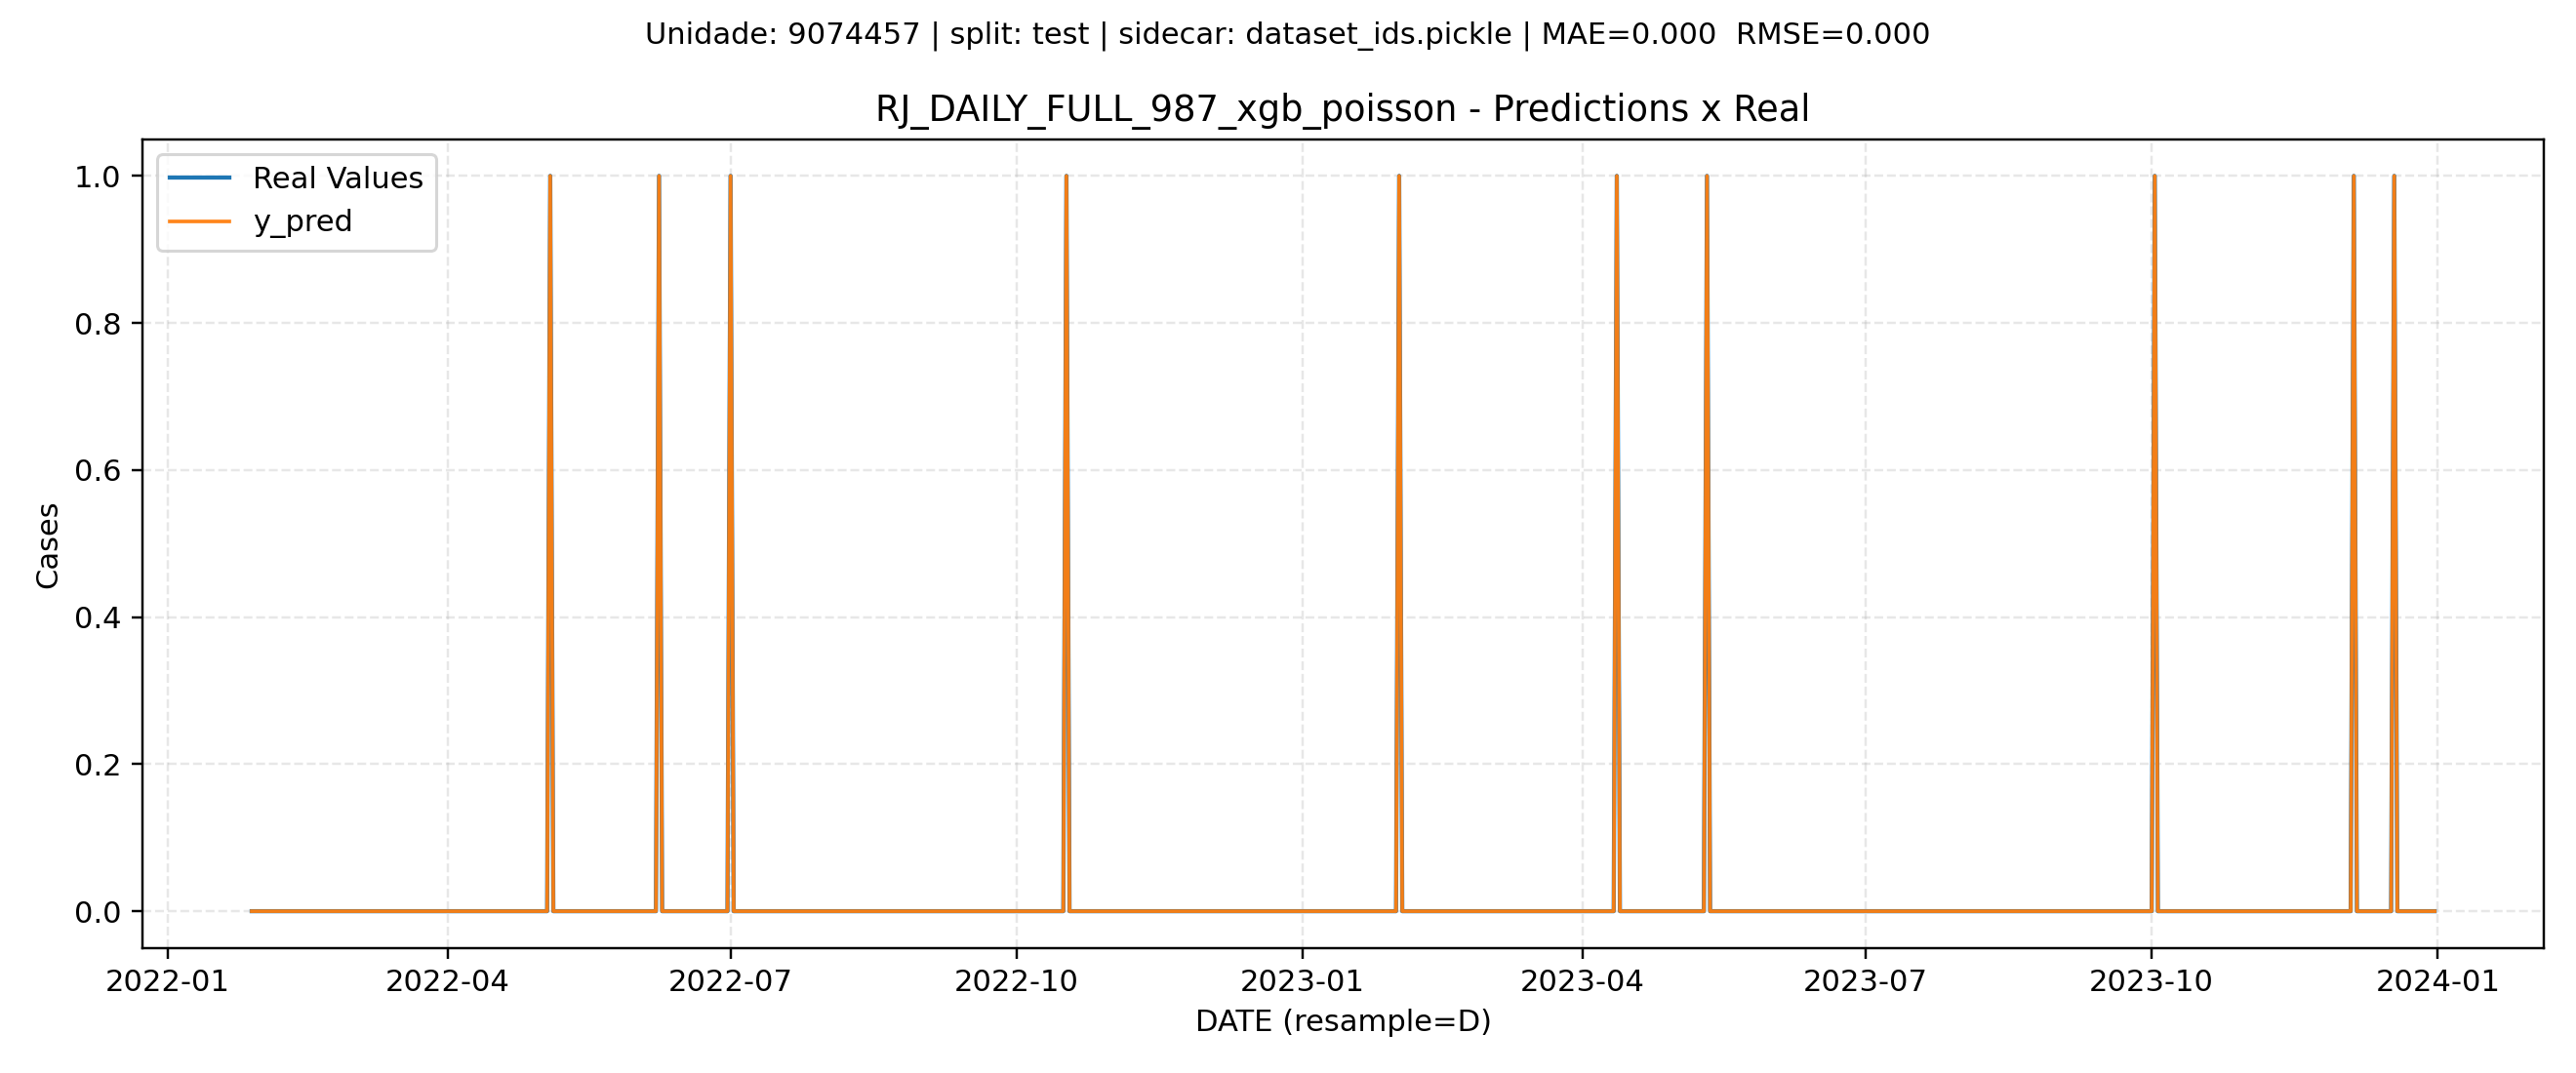 Unidade: 9074457 | split: test | sidecar: dataset_ids.pickle | MAE=0.000  RMSE=0.000
RJ_DAILY_FULL_987_xgb_poisson - Predictions x Real
Real Values
y_pred
Cases
1.0
0.8
0.6
0.4
0.2
0.0
2022-01
2022-04
2022-07
2022-10
2023-01
2023-04
2023-07
2023-10
2024-01
DATE (resample=D)